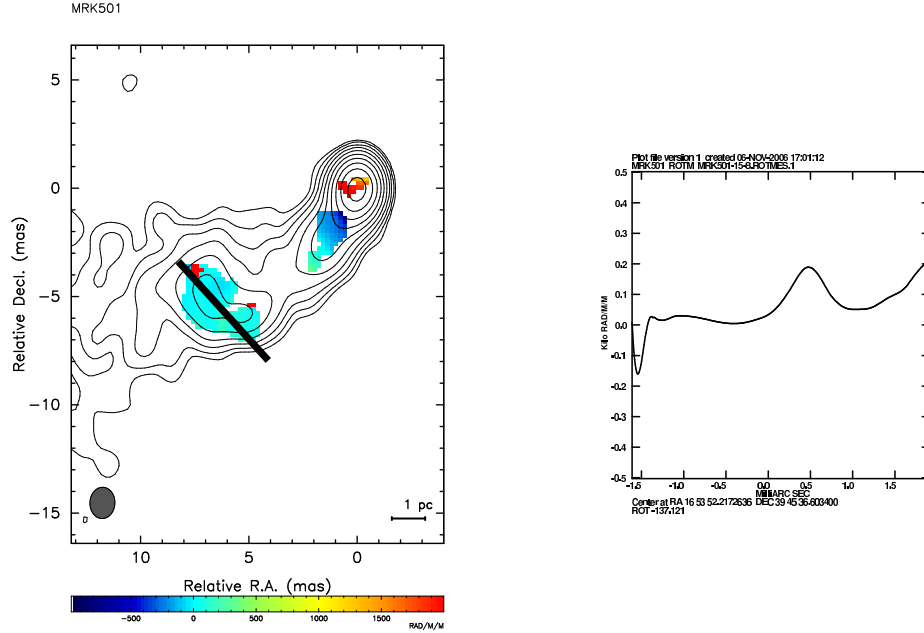 MRK501
5
0
−5
−10
−15
Relative Decl. (mas)
1 pc
10 5 0
Relative R.A. (mas)
−500 0 500 1000 1500
RAD/M/M
Plot file version 1 created 06-NOV-2006 17:01:12
MRK501 ROTM MRK501-15-8.ROTMES.1
0.5
0.4
0.3
0.2
0.1
0.0
-0.1
-0.2
-0.3
-0.4
-0.5
Kilo RAD/M/M
-1.5 -1.0 -0.5 0.0 0.5 1.0 1.5
MilliARC SEC
Center at RA 16 53 52.2172636 DEC 39 45 36.603400
ROT -137.121